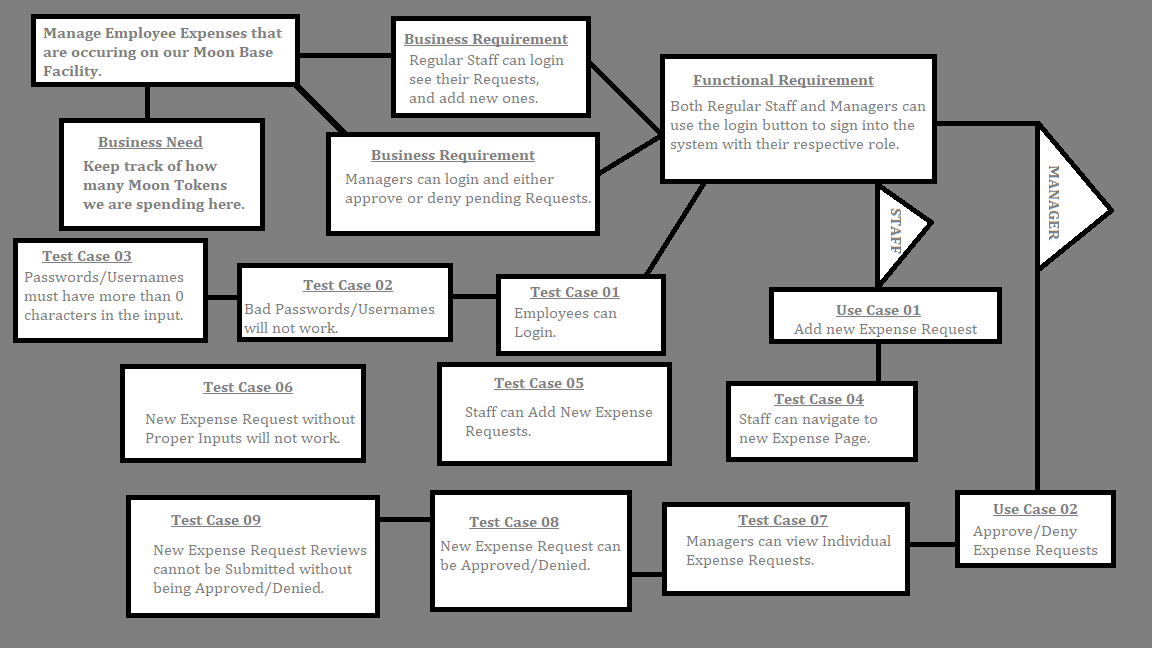 Manage Employee Expenses that
are occuring on our Moon Base
Facility.
Business Requirement
Regular Staff can login
see their Requests,
and add new ones.
Functional Requirement
Both Regular Staff and Managers can
use the login button to sign into the
system with their respective role.
Business Need
Keep track of how
many Moon Tokens
we are spending here.
Business Requirement
Managers can login and either
approve or deny pending Requests.
MANAGER
STAFF
Test Case 03
Passwords/Usernames
must have more than 0
characters in the input.
Test Case 02
Bad Passwords/Usernames
will not work.
Test Case 01
Employees can
Login.
Use Case 01
Add new Expense Request
Test Case 06
New Expense Request without
Proper Inputs will not work.
Test Case 05
Staff can Add New Expense
Requests.
Test Case 04
Staff can navigate to
new Expense Page.
Test Case 09
New Expense Request Reviews
cannot be Submitted without
being Approved/Denied.
Test Case 08
New Expense Request can
be Approved/Denied.
Test Case 07
Managers can view Individual
Expense Requests.
Use Case 02
Approve/Deny
Expense Requests